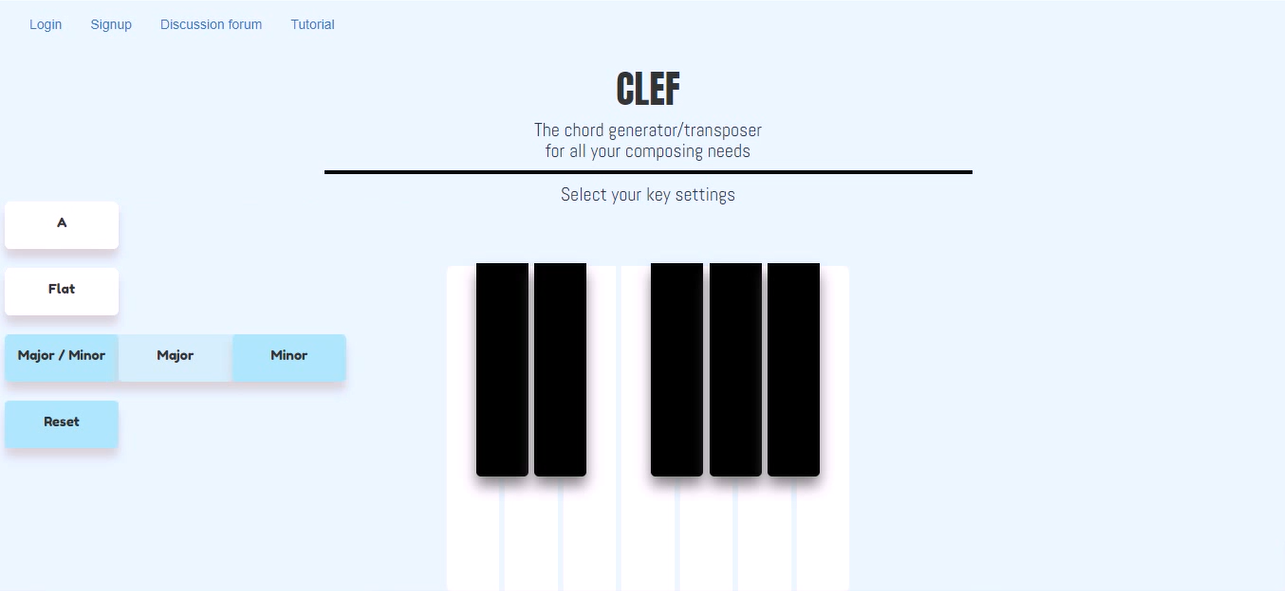 Login Signup Discussion forum Tutorial
CLEF
The chord generator/transposer
for all your composing needs
Select your key settings
A
Flat
Major / Minor Major Minor
Reset